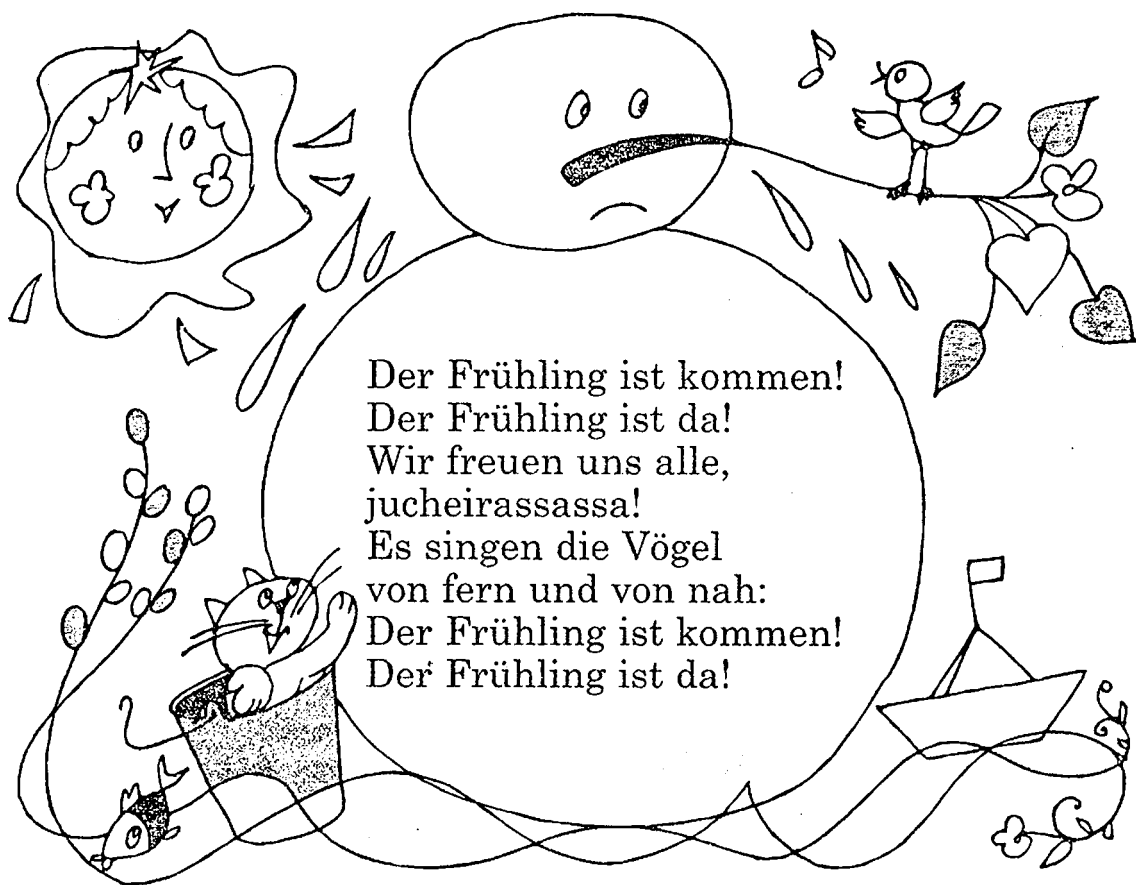 Der Frühling ist kommen!
Der Frühling ist da!
Wir freuen uns alle,
jucheirassassa!
Es singen die Vögel
von fern und von nah:
Der Frühling ist kommen!
Der Frühling ist da!